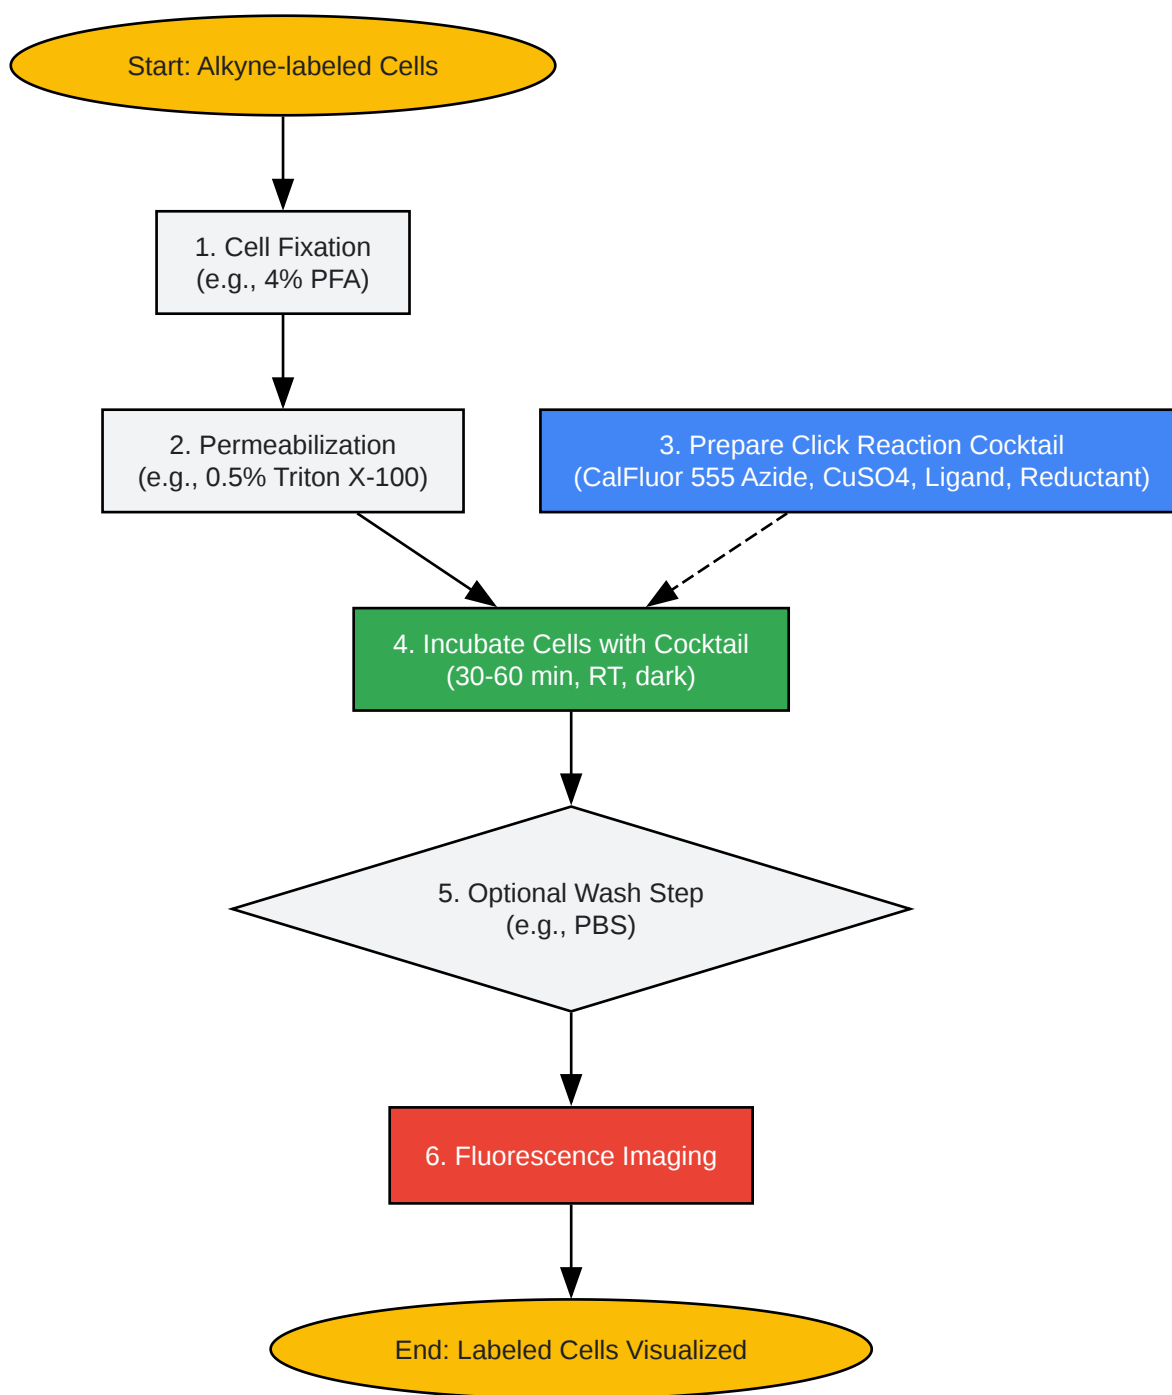 Start: Alkyne-labeled Cells
1. Cell Fixation
(e.g., 4% PFA)
2. Permeabilization
(e.g., 0.5% Triton X-100)
3. Prepare Click Reaction Cocktail
(CalFluor 555 Azide, CuSO4, Ligand, Reductant)
4. Incubate Cells with Cocktail
(30-60 min, RT, dark)
5. Optional Wash Step
(e.g., PBS)
6. Fluorescence Imaging
End: Labeled Cells Visualized